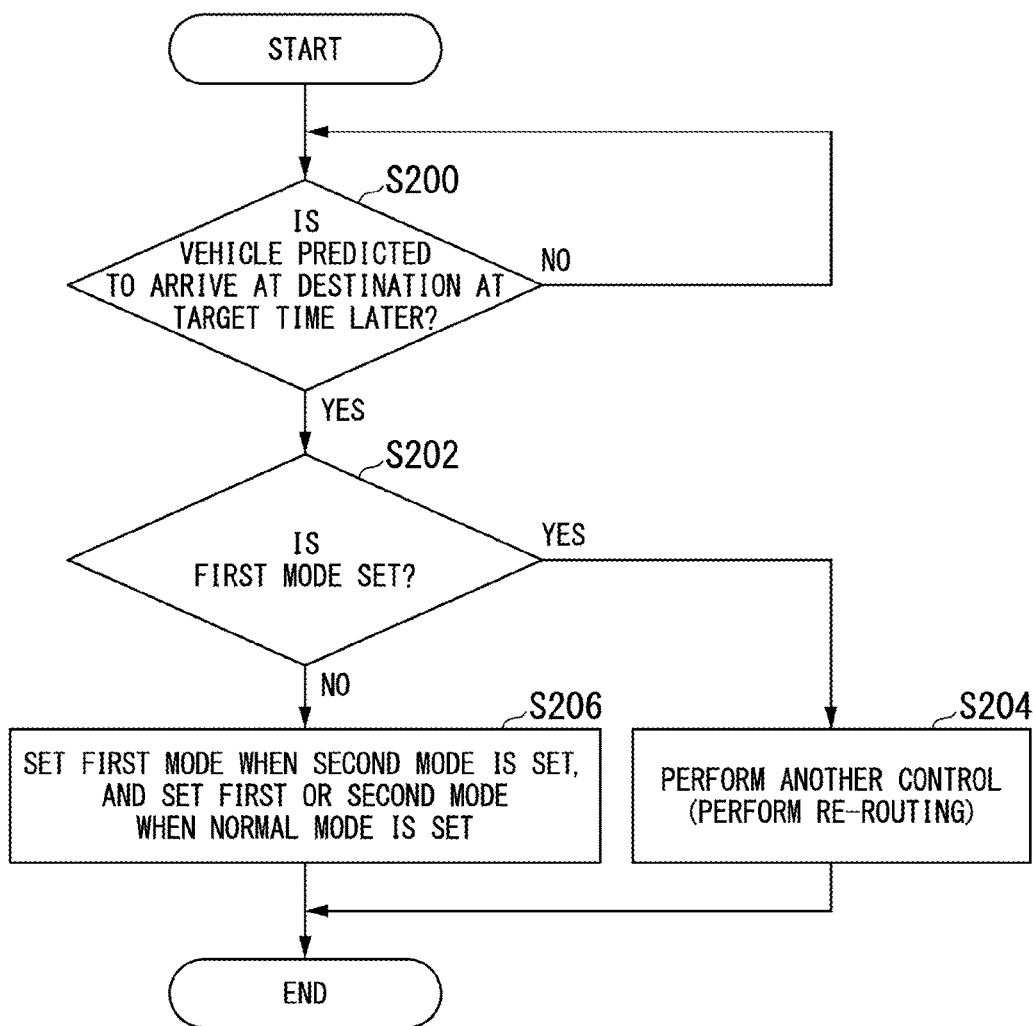 START
S200
IS
VEHICLE PREDICTED
TO ARRIVE AT DESTINATION AT
TARGET TIME LATER?
NO
YES
S202
IS
FIRST MODE SET?
YES
NO
S206
SET FIRST MODE WHEN SECOND MODE IS SET,
AND SET FIRST OR SECOND MODE
WHEN NORMAL MODE IS SET
S204
PERFORM ANOTHER CONTROL
(PERFORM RE-ROUTING)
END